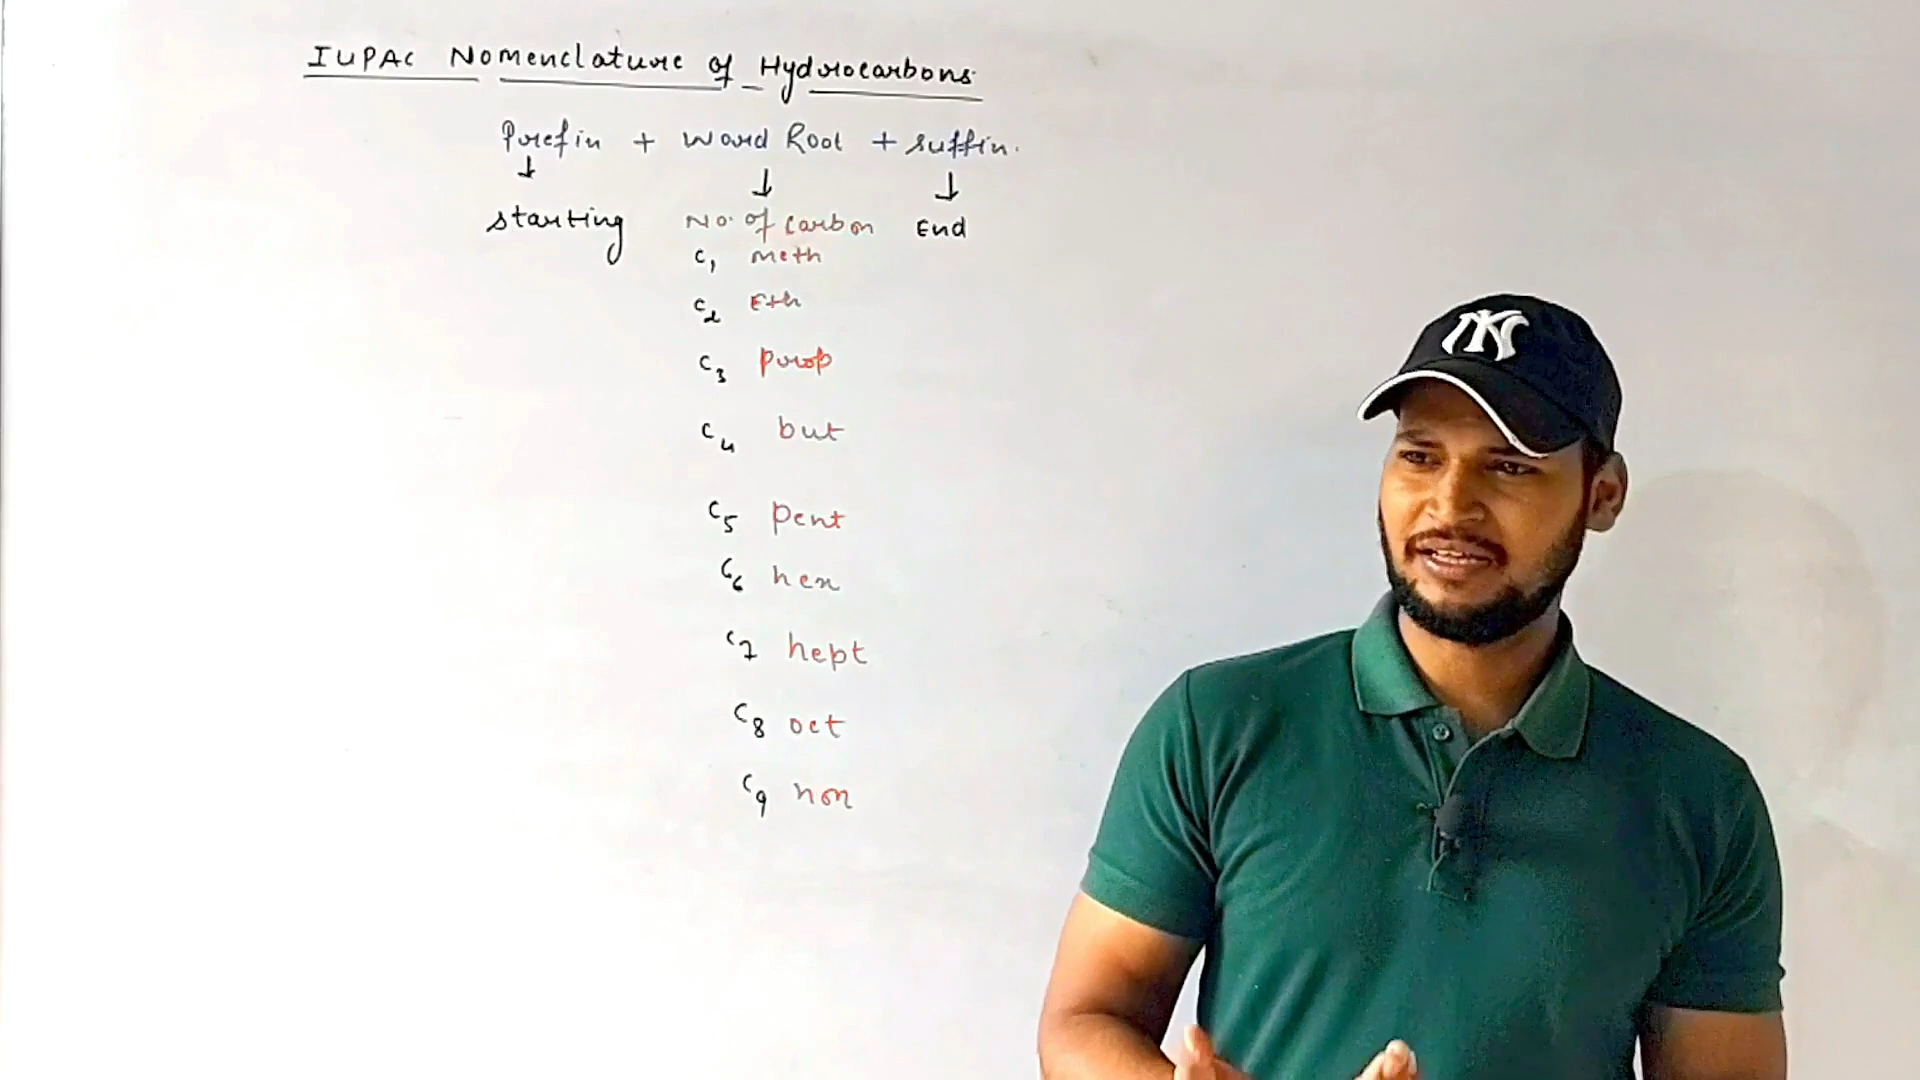 IUPAC Nomenclature of Hydrocarbons
Prefix + Word Root + Suffix.
↓ ↓ ↓
Starting No. of Carbon End
C1 meth
C2 Eth
C3 prop
C4 but
C5 pent
C6 hex
C7 hept
C8 oct
C9 non
NY